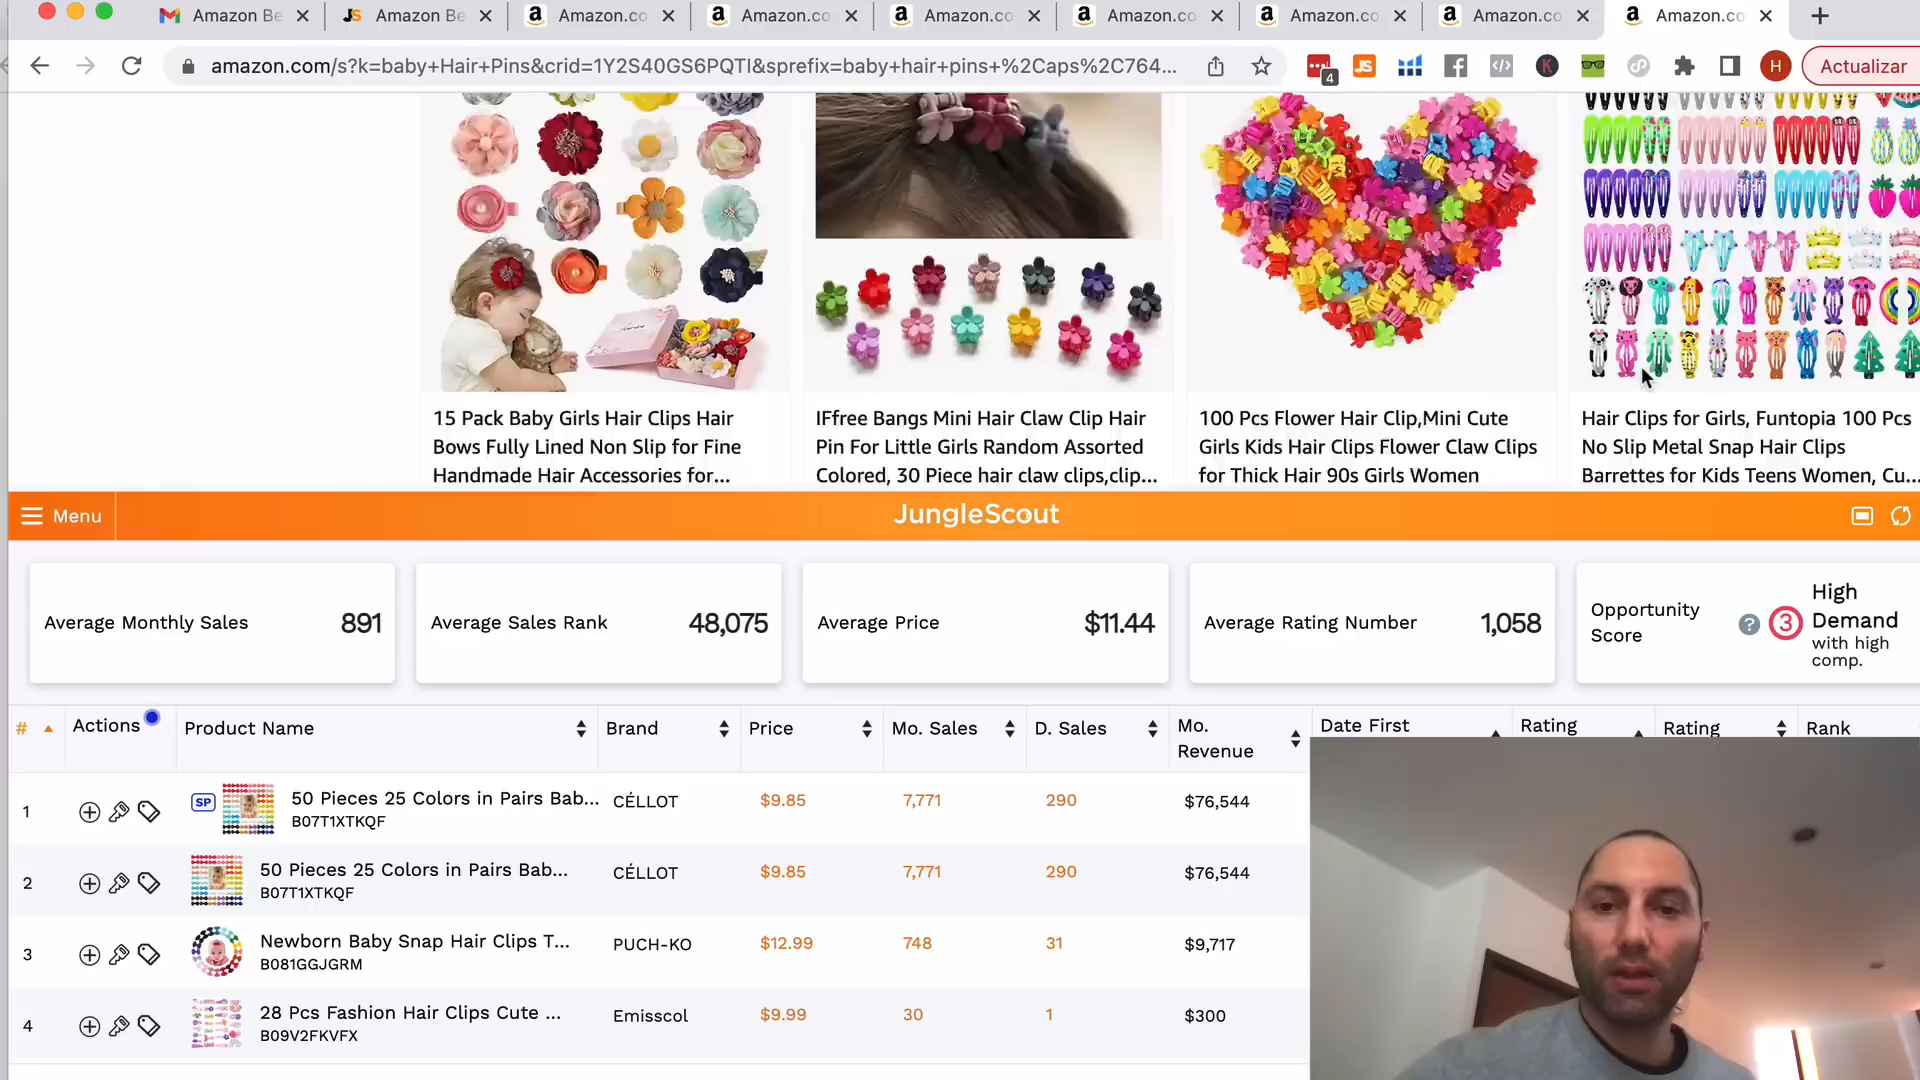 Amazon Be
Amazon Be
Amazon.co
Amazon.co
Amazon.co
Amazon.co
Amazon.co
Amazon.co
Amazon.co
amazon.com/s?k=baby+Hair+Pins&crid=1Y2S40GS6PQTI&sprefix=baby+hair+pins+%2Caps%2C764...
4
JS
K
H
Actualizar
15 Pack Baby Girls Hair Clips Hair
Bows Fully Lined Non Slip for Fine
Handmade Hair Accessories for...
IFfree Bangs Mini Hair Claw Clip Hair
Pin For Little Girls Random Assorted
Colored, 30 Piece hair claw clips,clip...
100 Pcs Flower Hair Clip,Mini Cute
Girls Kids Hair Clips Flower Claw Clips
for Thick Hair 90s Girls Women
Hair Clips for Girls, Funtopia 100 Pcs
No Slip Metal Snap Hair Clips
Barrettes for Kids Teens Women, Cu...
Menu
JungleScout
Average Monthly Sales 891
Average Sales Rank 48,075
Average Price $11.44
Average Rating Number 1,058
Opportunity
Score
? 3
High
Demand
with high
comp.
# Actions Product Name Brand Price Mo. Sales D. Sales Mo.
Revenue Date First Rating Rating Rank
1 SP 50 Pieces 25 Colors in Pairs Bab... CÉLLOT $9.85 7,771 290 $76,544
B07T1XTKQF
2 50 Pieces 25 Colors in Pairs Bab... CÉLLOT $9.85 7,771 290 $76,544
B07T1XTKQF
3 Newborn Baby Snap Hair Clips T... PUCH-KO $12.99 748 31 $9,717
B081GGJGRM
4 28 Pcs Fashion Hair Clips Cute ... Emisscol $9.99 30 1 $300
B09V2FKVFX